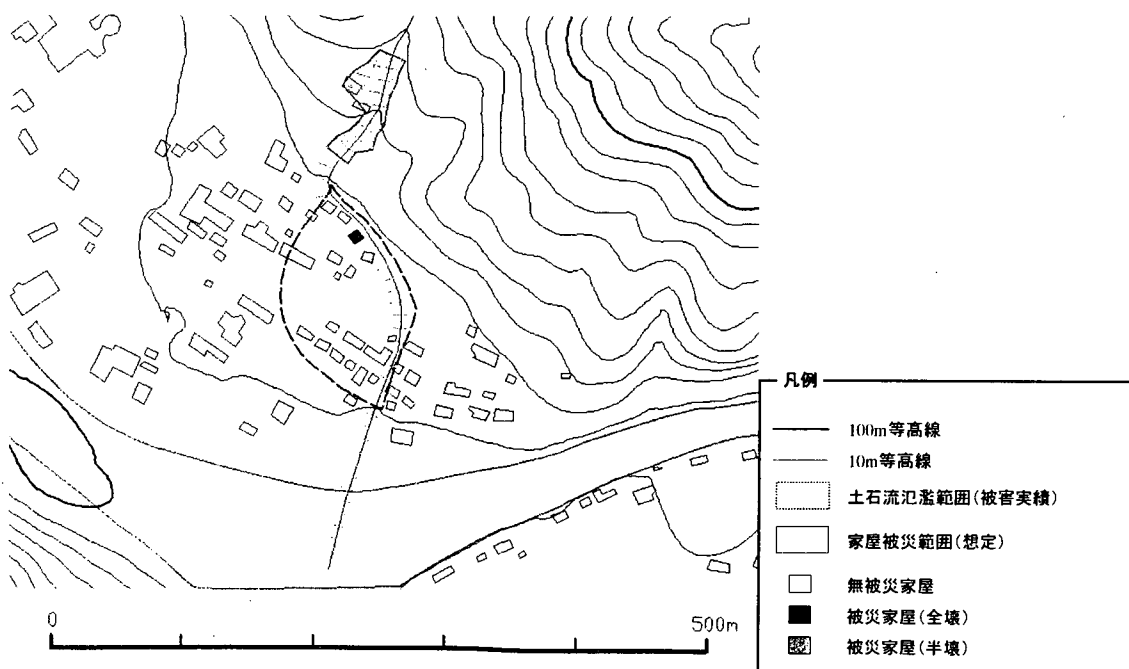 凡例
100m等高線
10m等高線
土石流氾濫範囲(被害実績)
家屋被災範囲(想定)
無被災家屋
被災家屋(全壊)
被災家屋(半壊)
0 500m